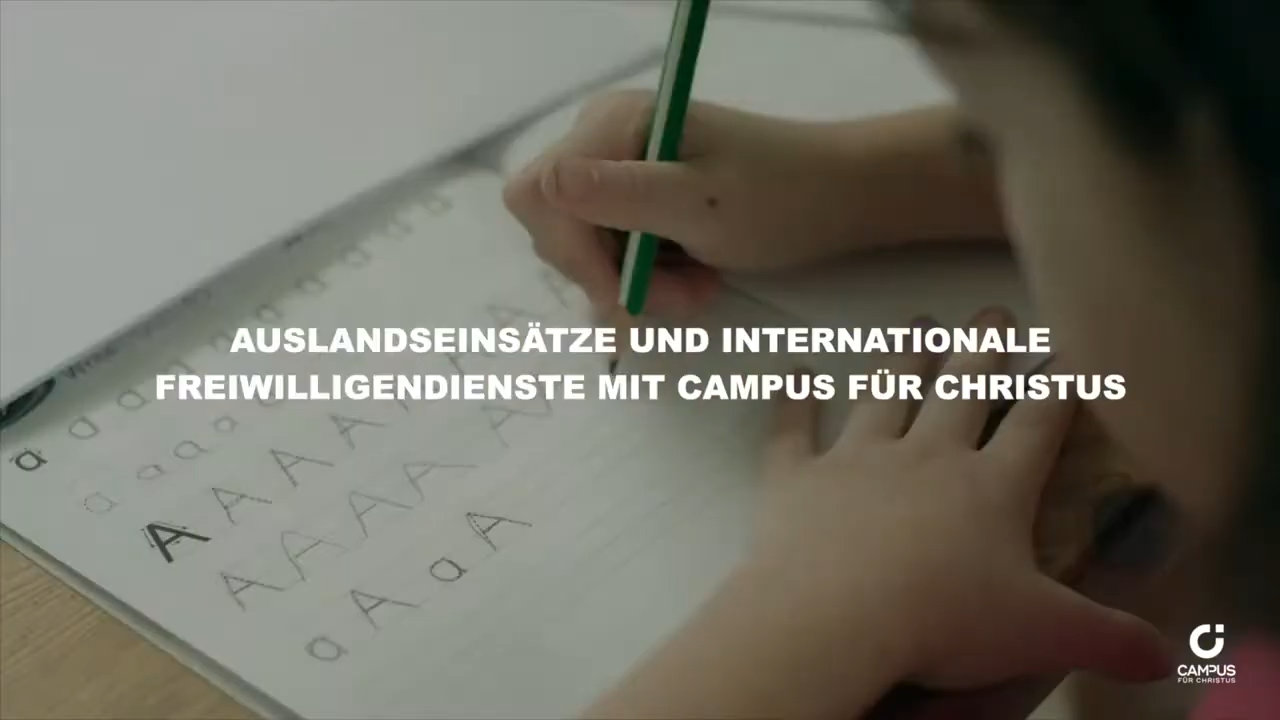 AUSLANDSEINSÄTZE UND INTERNATIONALE
FREIWILLIGENDIENSTE MIT CAMPUS FÜR CHRISTUS
a a a a a
a a a a
A A A A A
A A A A
a A a A
CAMPUS
FÜR CHRISTUS